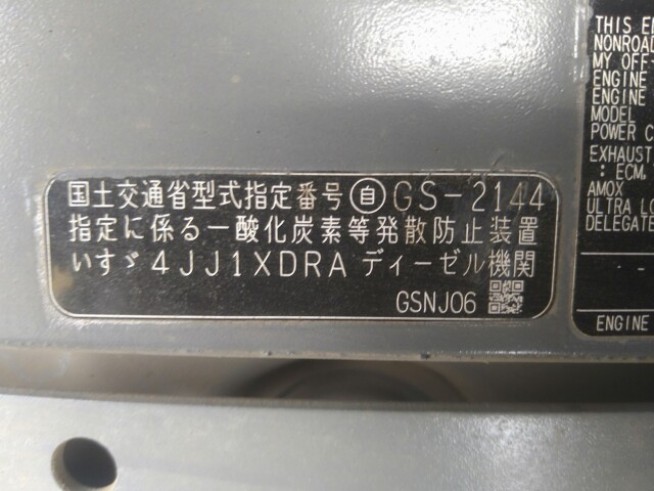 国土交通省型式指定番号 自 GS-2144
指定に係る一酸化炭素等発散防止装置
いすゞ 4JJ1XDRA ディーゼル機関
GSNJ06
THIS
NONROAD
MY OFF-
ENGINE
ENGINE
MODEL
POWER
EXHAUST
: ECM,
AMOX
ULTRA
DELEGATE
- -
ENGINE